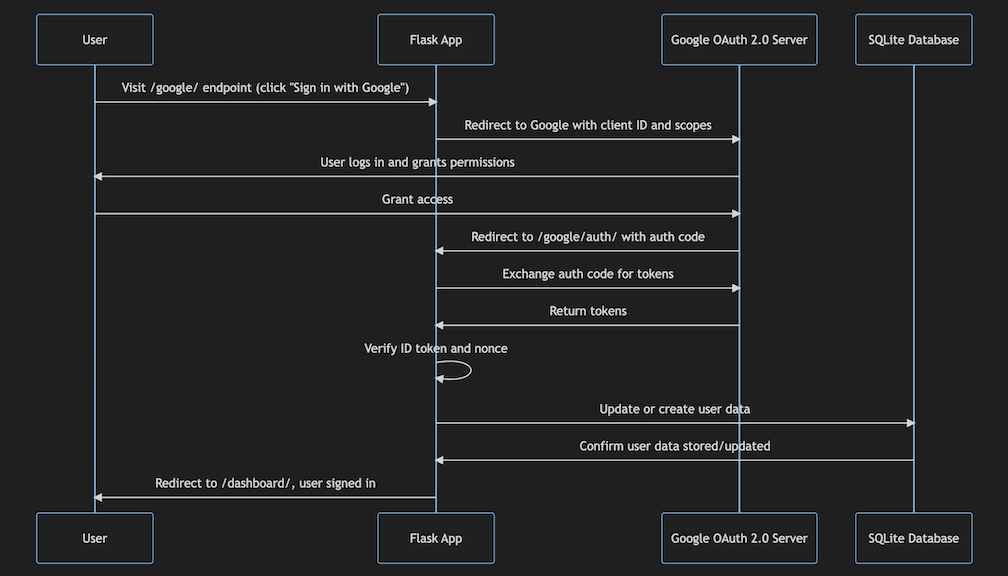 User
Flask App
Google OAuth 2.0 Server
SQLite Database
Visit /google/ endpoint (click "Sign in with Google")
Redirect to Google with client ID and scopes
User logs in and grants permissions
Grant access
Redirect to /google/auth/ with auth code
Exchange auth code for tokens
Return tokens
Verify ID token and nonce
Update or create user data
Confirm user data stored/updated
Redirect to /dashboard/, user signed in
User
Flask App
Google OAuth 2.0 Server
SQLite Database